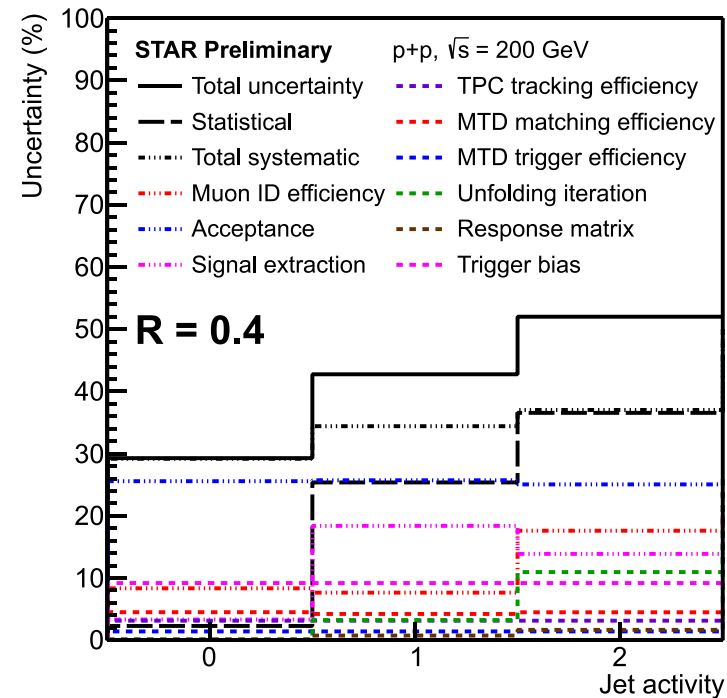 Uncertainty (%)
100
90
80
70
60
50
40
30
20
10
0
STAR Preliminary
p+p, √s = 200 GeV
Total uncertainty
Statistical
Total systematic
Muon ID efficiency
Acceptance
Signal extraction
TPC tracking efficiency
MTD matching efficiency
MTD trigger efficiency
Unfolding iteration
Response matrix
Trigger bias
R = 0.4
0 1 2
Jet activity